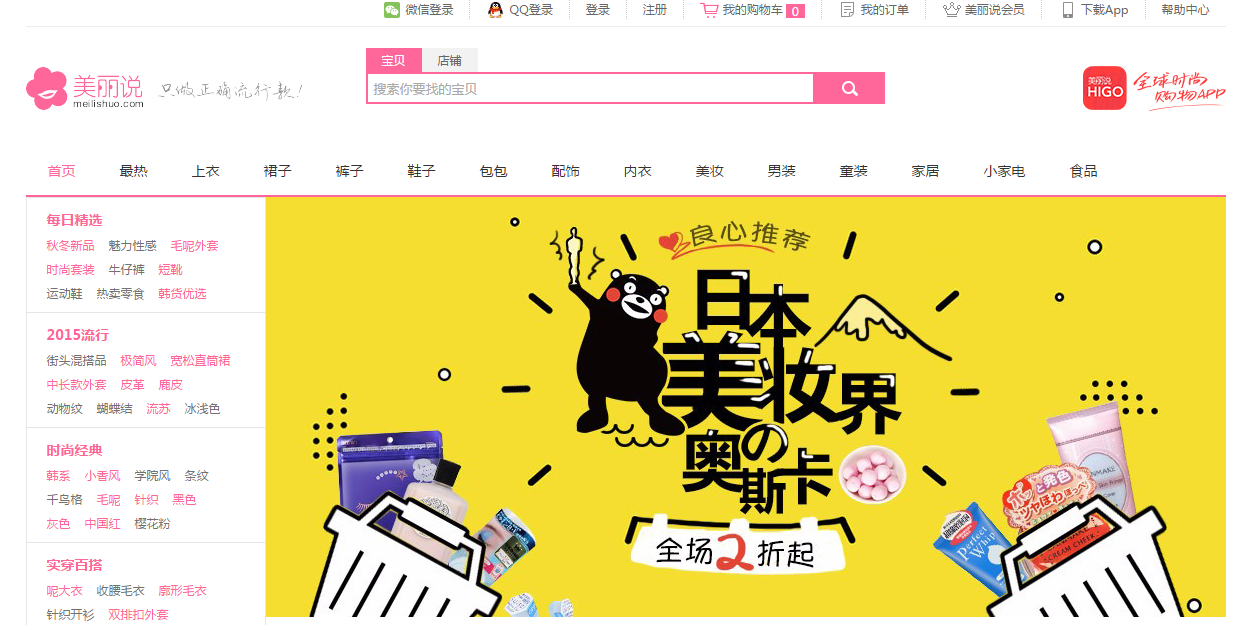 微信登录 QQ登录 登录 注册 我的购物车 0 我的订单 美丽说会员 下载App 帮助中心
宝贝 店铺
美丽说
meilishuo.com
只做正确流行款!
搜索你要找的宝贝
美丽说
HIGO
全球时尚
购物APP
首页 最热 上衣 裙子 裤子 鞋子 包包 配饰 内衣 美妆 男装 童装 家居 小家电 食品
每日精选
秋冬新品 魅力性感 毛呢外套
时尚套装 牛仔裤 短靴
运动鞋 热卖零食 韩货优选
2015流行
街头混搭品 极简风 宽松直筒裙
中长款外套 皮革 鹿皮
动物纹 蝴蝶结 流苏 冰浅色
时尚经典
韩系 小香风 学院风 条纹
千鸟格 毛呢 针织 黑色
灰色 中国红 樱花粉
实穿百搭
呢大衣 收腰毛衣 廓形毛衣
针织开衫 双排扣外套
良心推荐
日本
美妆界
の
奥斯卡
全场2折起
Perfect
Whip
ポッと発色
ツヤほわほっぺ
CREAM CHEEK